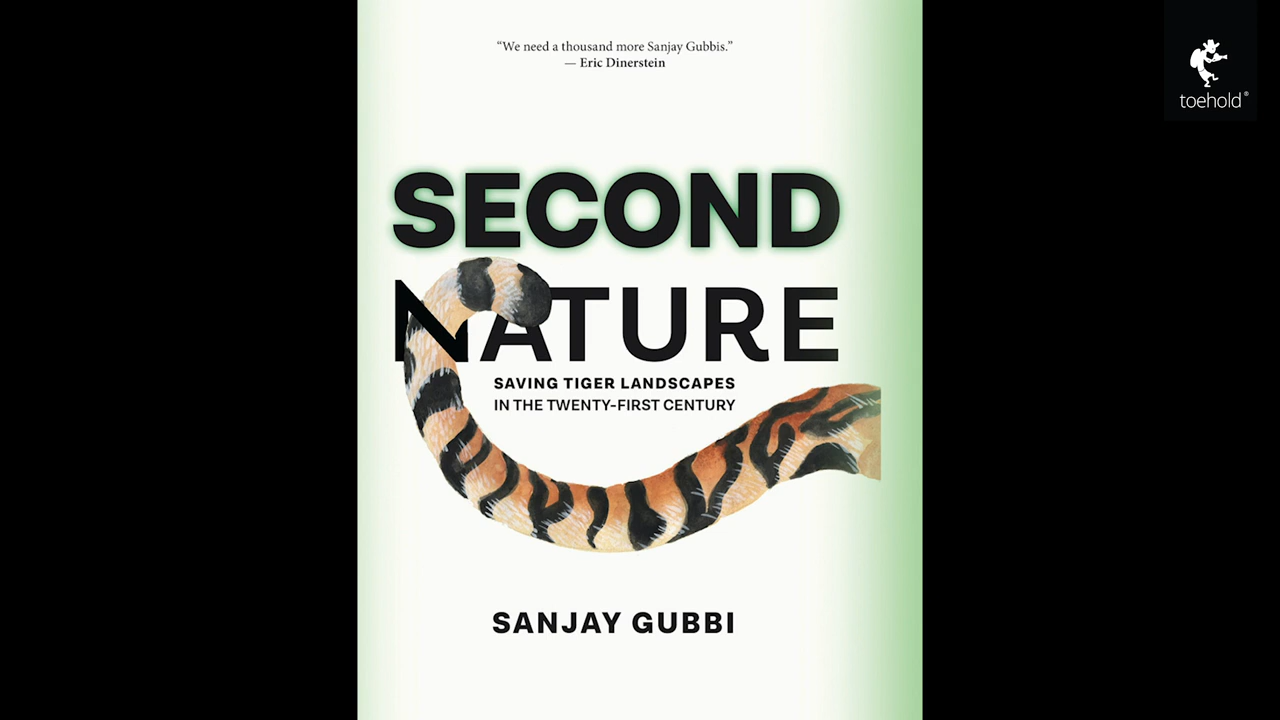 “We need a thousand more Sanjay Gubbis.”
— Eric Dinerstein
toehold®
SECOND
NATURE
SAVING TIGER LANDSCAPES
IN THE TWENTY-FIRST CENTURY
SANJAY GUBBI